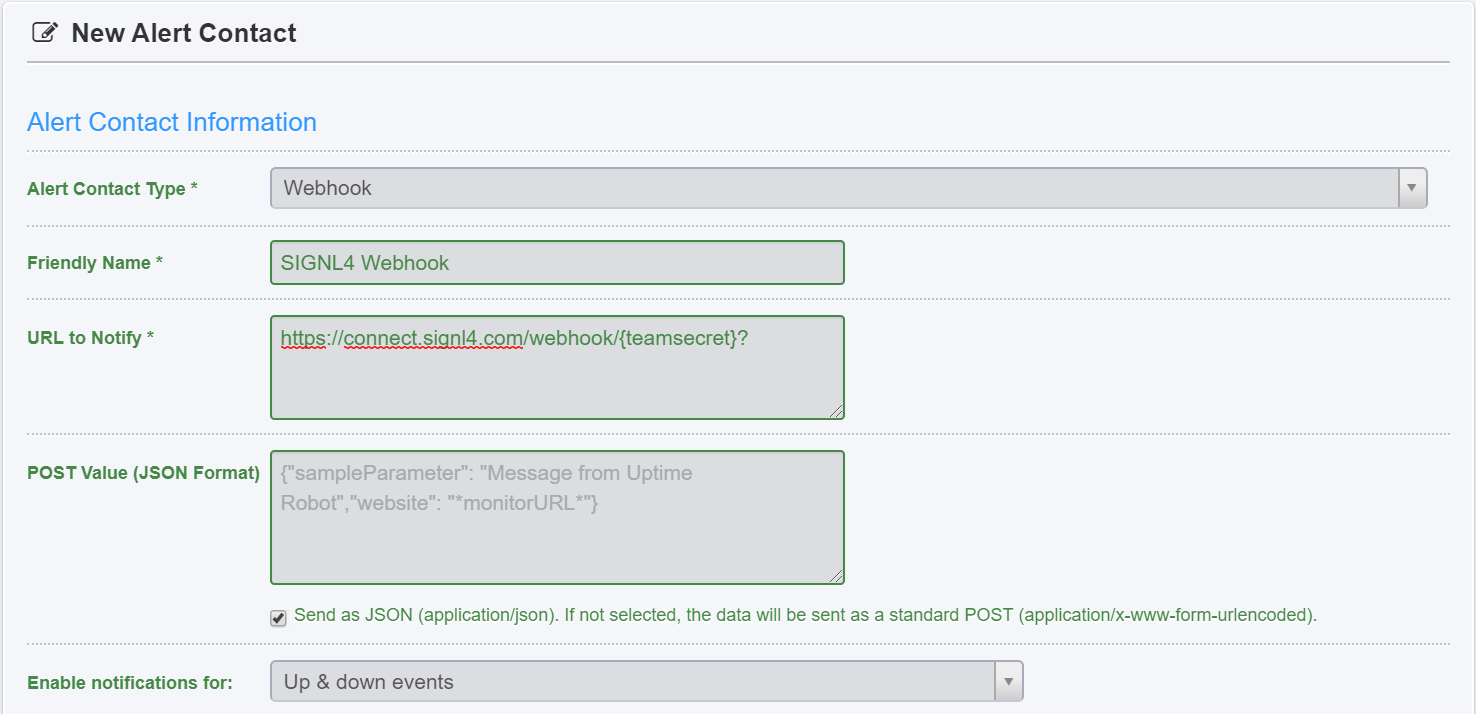 New Alert Contact
Alert Contact Information
Alert Contact Type *
Webhook
Friendly Name *
SIGNL4 Webhook
URL to Notify *
https://connect.signl4.com/webhook/{teamsecret}?
POST Value (JSON Format)
{"sampleParameter": "Message from Uptime
Robot","website": "*monitorURL*"}
Send as JSON (application/json). If not selected, the data will be sent as a standard POST (application/x-www-form-urlencoded).
Enable notifications for:
Up & down events